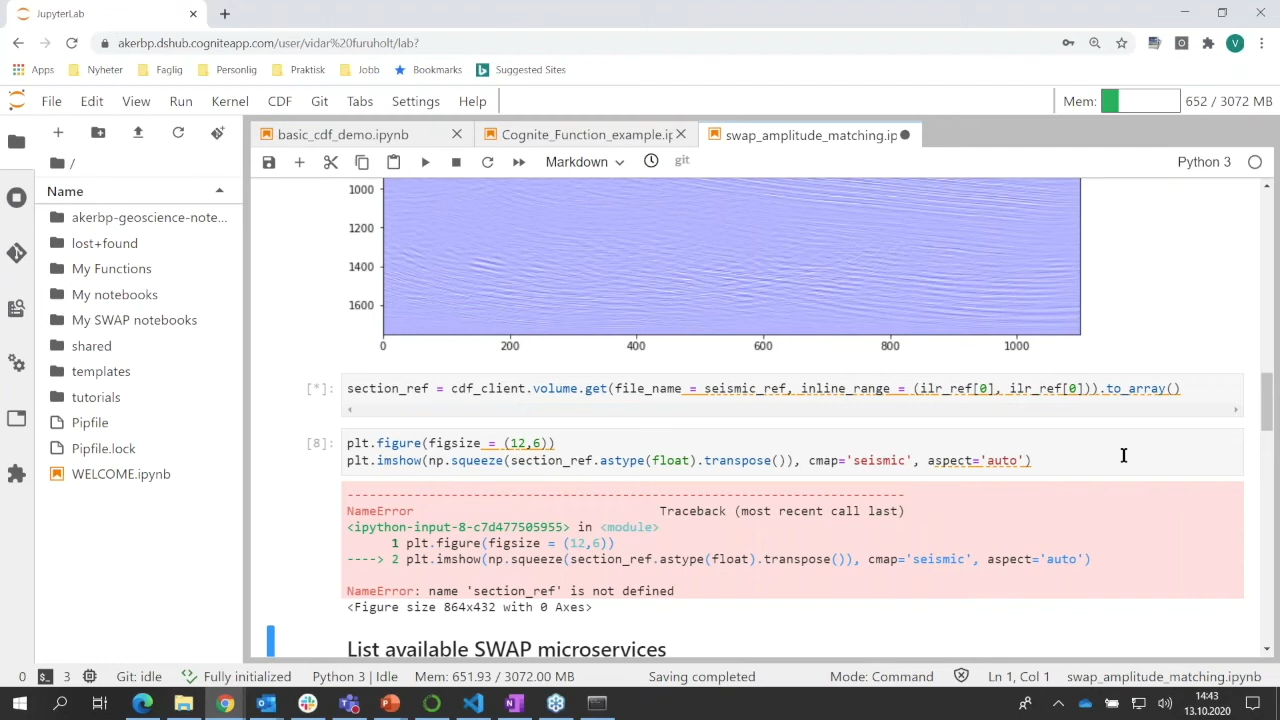 JupyterLab
akerbp.dshub.cogniteapp.com/user/vidar%20furuholt/lab?
Apps Nyheter Faglig Personlig Praktisk Jobb Bookmarks Suggested Sites
V
File Edit View Run Kernel CDF Git Tabs Settings Help
Mem: 652 / 3072 MB
basic_cdf_demo.ipynb
Cognite_Function_example.ip
swap_amplitude_matching.ip
Markdown
git
Python 3
/
Name
akerbp-geoscience-note...
lost+found
My Functions
My notebooks
My SWAP notebooks
shared
templates
tutorials
Pipfile
Pipfile.lock
WELCOME.ipynb
1000
1200
1400
1600
0 200 400 600 800 1000
[*]: section_ref = cdf_client.volume.get(file_name = seismic_ref, inline_range = (ilr_ref[0], ilr_ref[0])).to_array()
[8]: plt.figure(figsize = (12,6))
plt.imshow(np.squeeze(section_ref.astype(float).transpose()), cmap='seismic', aspect='auto')
---------------------------------------------------------------------------
NameError Traceback (most recent call last)
<ipython-input-8-c7d477505955> in <module>
1 plt.figure(figsize = (12,6))
----> 2 plt.imshow(np.squeeze(section_ref.astype(float).transpose()), cmap='seismic', aspect='auto')
NameError: name 'section_ref' is not defined
<Figure size 864x432 with 0 Axes>
List available SWAP microservices
0 3 Git: idle Fully initialized Python 3 | Idle Mem: 651.93 / 3072.00 MB Saving completed Mode: Command Ln 1, Col 1 swap_amplitude_matching.ipynb
14:43
13.10.2020